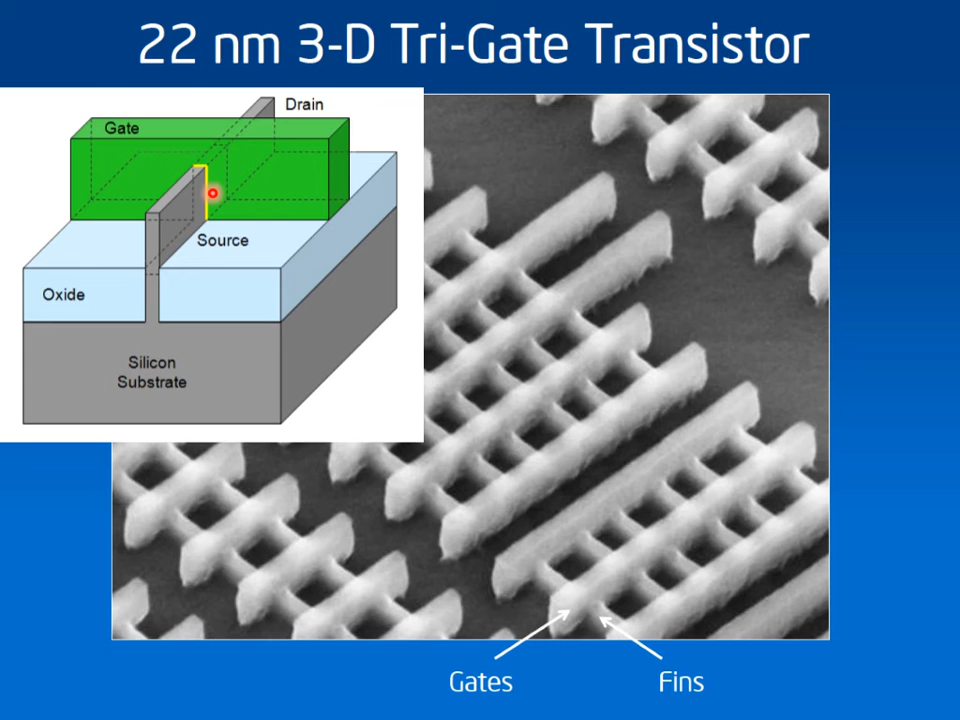 22 nm 3-D Tri-Gate Transistor
Drain
Gate
Source
Oxide
Silicon
Substrate
Gates
Fins